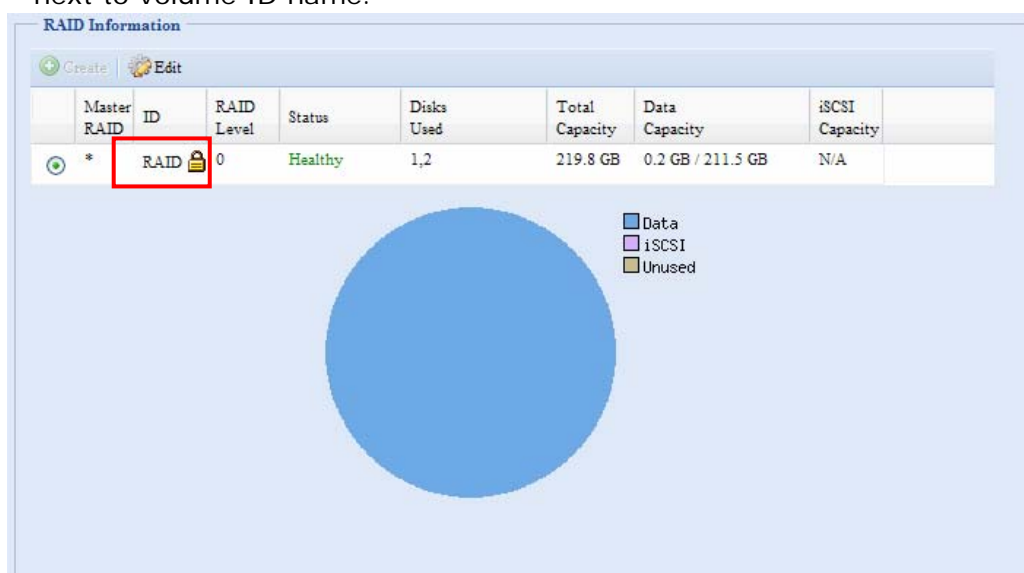 next to volume ID name.
RAID Information
Create Edit
Master RAID ID RAID Level Status Disks Used Total Capacity Data Capacity iSCSI Capacity
* RAID 0 Healthy 1,2 219.8 GB 0.2 GB / 211.5 GB N/A
Data
iSCSI
Unused